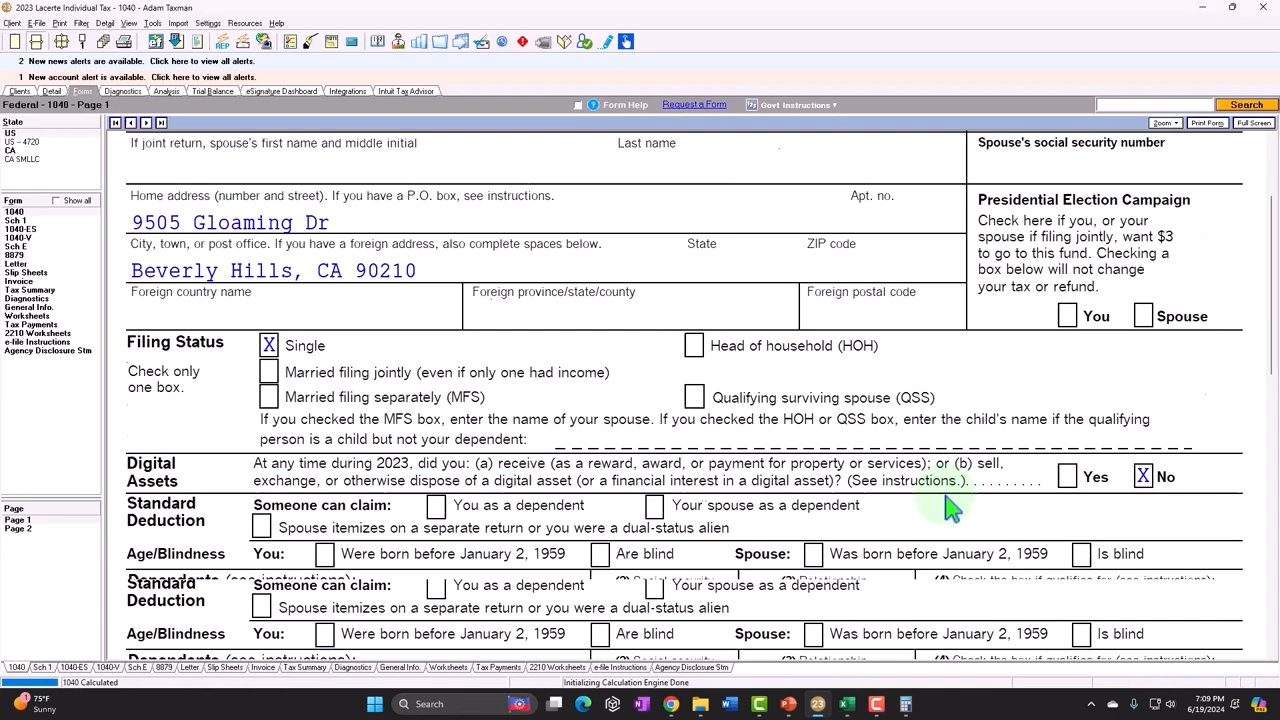 2023 Lacerte Individual Tax - 1040 - Adam Taxman
Client E-File Print Filter Detail View Tools Import Settings Resources Help
2 New news alerts are available. Click here to view all alerts.
1 New account alert is available. Click here to view all alerts.
Clients Detail Forms Diagnostics Analysis Trial Balance eSignature Dashboard Integrations Intuit Tax Advisor
Federal - 1040 - Page 1 Form Help Request a Form Govt Instructions Search
State
US
US - 4720
CA
CA SMLLC
Form Show all
1040
Sch 1
1040-ES
1040-V
Sch E
8879
Letter
Slip Sheets
Invoice
Tax Summary
Diagnostics
General Info.
Worksheets
Tax Payments
2210 Worksheets
e-file Instructions
Agency Disclosure Stm
Page
Page 1
Page 2
Zoom Print Form Full Screen
If joint return, spouse's first name and middle initial Last name Spouse's social security number
Home address (number and street). If you have a P.O. box, see instructions. Apt. no.
9505 Gloaming Dr
City, town, or post office. If you have a foreign address, also complete spaces below. State ZIP code
Beverly Hills, CA 90210
Foreign country name Foreign province/state/county Foreign postal code
Presidential Election Campaign
Check here if you, or your
spouse if filing jointly, want $3
to go to this fund. Checking a
box below will not change
your tax or refund.
You Spouse
Filing Status X Single Head of household (HOH)
Check only
one box.
Married filing jointly (even if only one had income)
Married filing separately (MFS) Qualifying surviving spouse (QSS)
If you checked the MFS box, enter the name of your spouse. If you checked the HOH or QSS box, enter the child's name if the qualifying
person is a child but not your dependent:
Digital
Assets
At any time during 2023, did you: (a) receive (as a reward, award, or payment for property or services); or (b) sell,
exchange, or otherwise dispose of a digital asset (or a financial interest in a digital asset)? (See instructions.) . . . . . . . . . Yes X No
Standard
Deduction
Someone can claim: You as a dependent Your spouse as a dependent
Spouse itemizes on a separate return or you were a dual-status alien
Age/Blindness You: Were born before January 2, 1959 Are blind Spouse: Was born before January 2, 1959 Is blind
Standard
Deduction
Someone can claim: You as a dependent Your spouse as a dependent
Spouse itemizes on a separate return or you were a dual-status alien
Age/Blindness You: Were born before January 2, 1959 Are blind Spouse: Was born before January 2, 1959 Is blind
1040 Sch 1 1040-ES 1040-V Sch E 8879 Letter Slip Sheets Invoice Tax Summary Diagnostics General Info. Worksheets Tax Payments 2210 Worksheets e-file Instructions Agency Disclosure Stm
1040 Calculated Initializing Calculation Engine Done
75°F
Sunny
Search
7:09 PM
6/19/2024